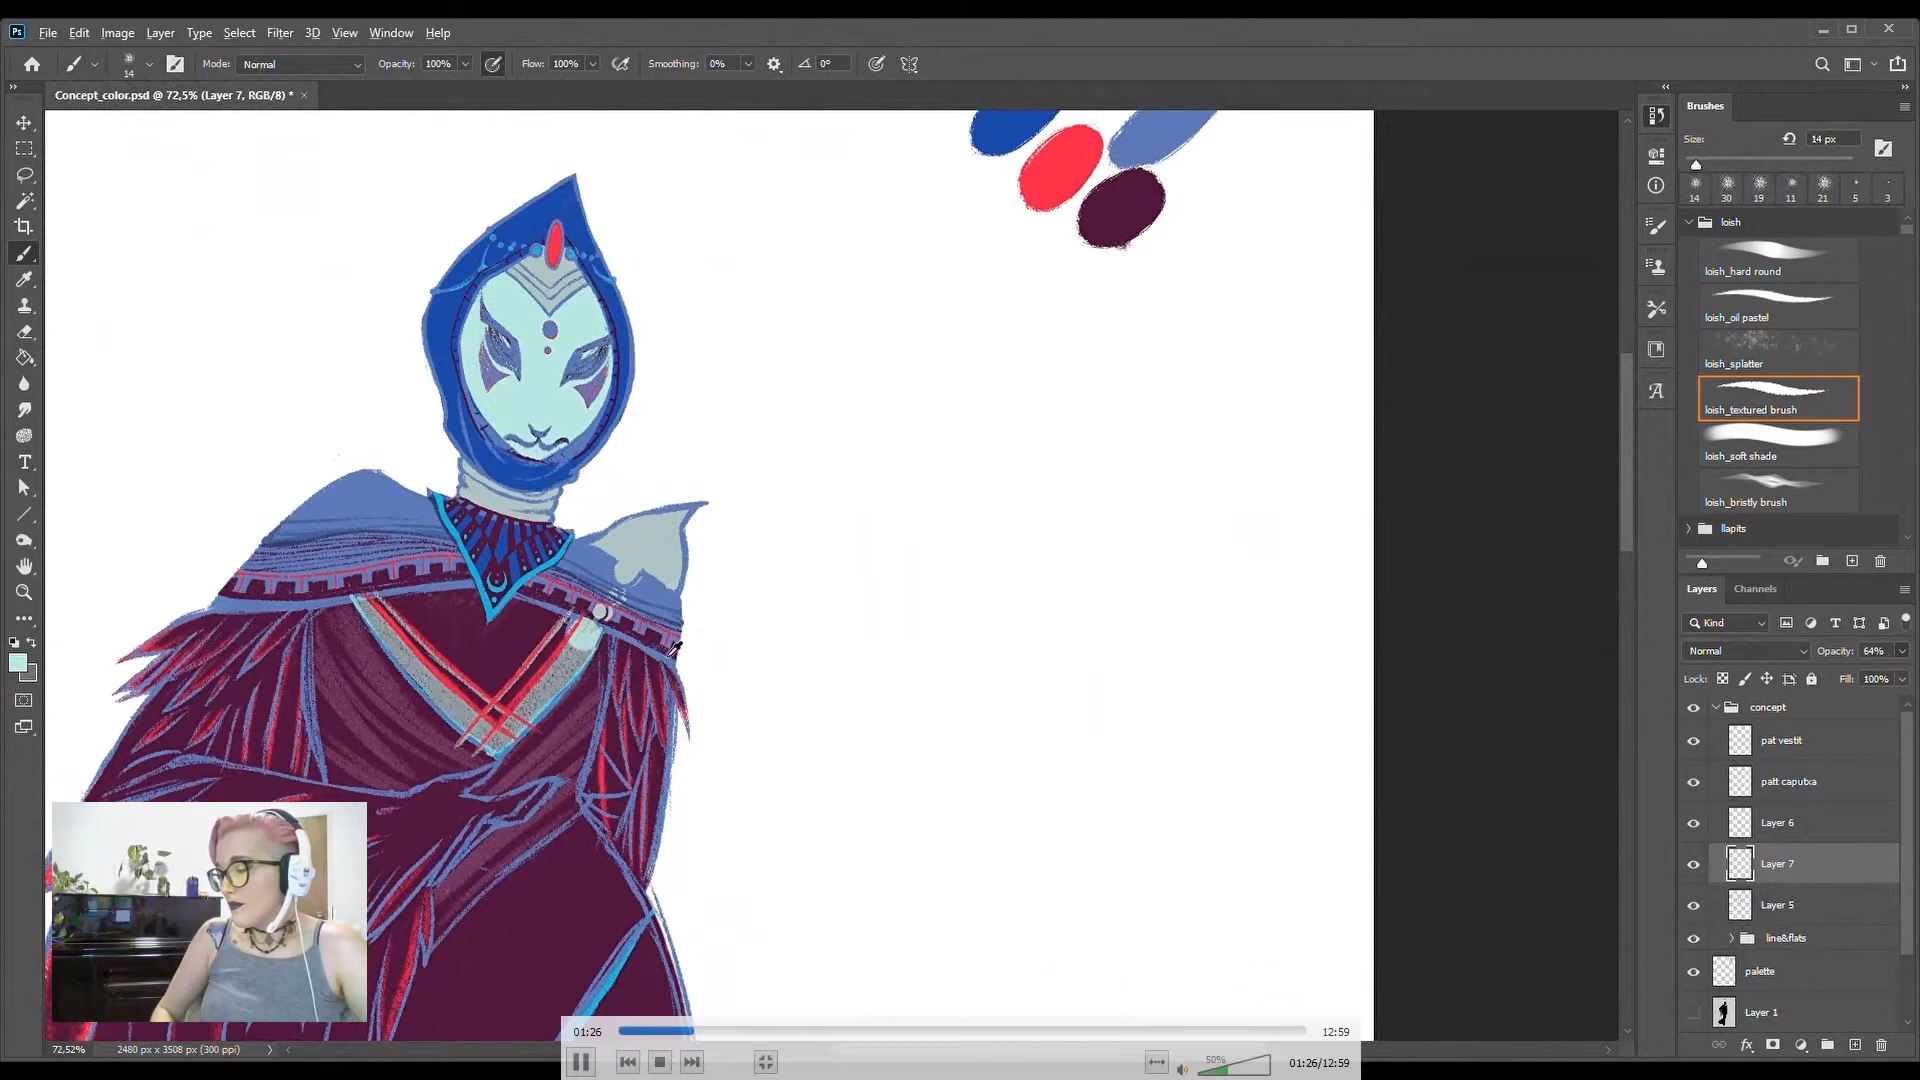 Ps File Edit Image Layer Type Select Filter 3D View Window Help
14 Mode: Normal Opacity: 100% Flow: 100% Smoothing: 0% 0°
Concept_color.psd @ 72,5% (Layer 7, RGB/8) * ×
Brushes
Size: 14 px
14 30 19 11 21 5 3
loish
loish_hard round
loish_oil pastel
loish_splatter
loish_textured brush
loish_soft shade
loish_bristly brush
llapits
Layers Channels
Kind
Normal Opacity: 64%
Lock: Fill: 100%
concept
pat vestit
patt caputxa
Layer 6
Layer 7
Layer 5
line&flats
palette
Layer 1
72,52% 2480 px x 3508 px (300 ppi)
01:26 12:59
50% 01:26/12:59